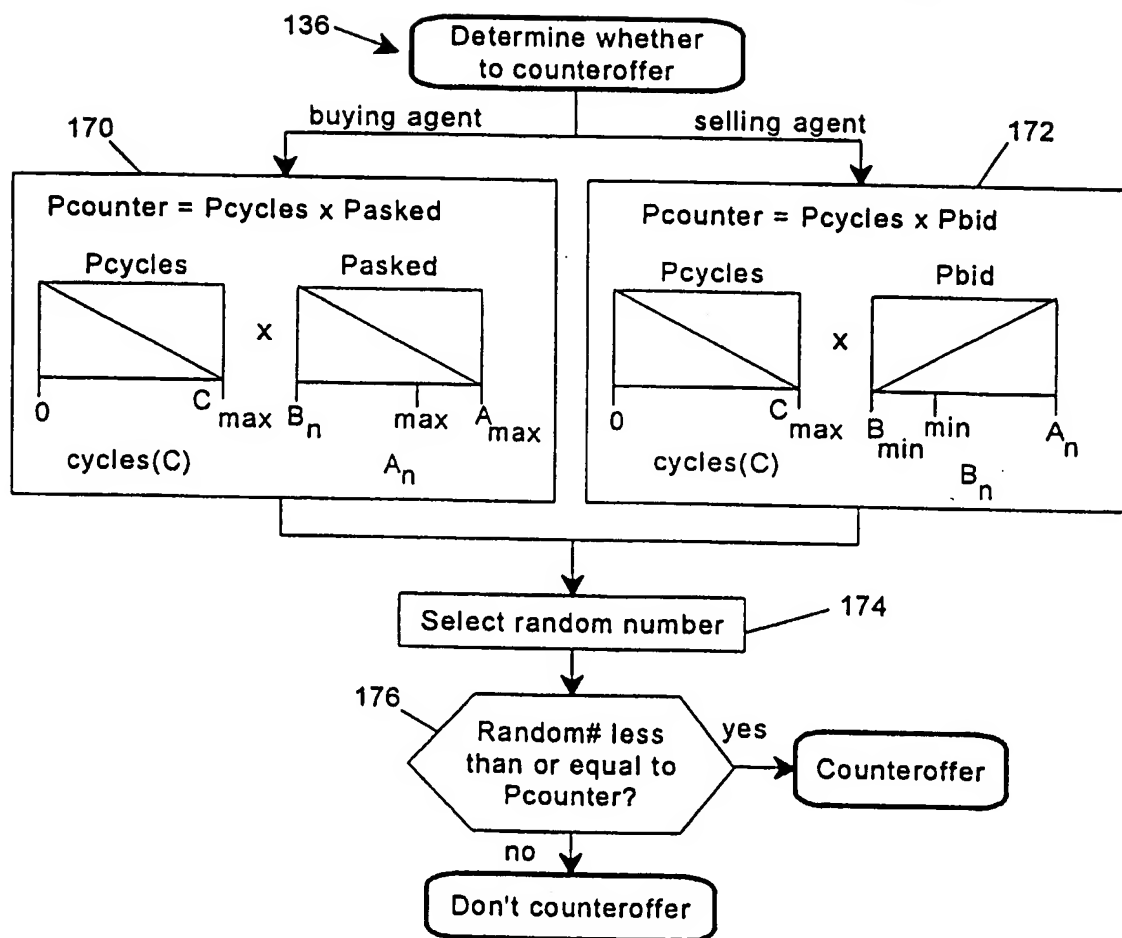 136
Determine whether
to counteroffer
buying agent
selling agent
170
172
Pcounter = Pcycles x Pasked
Pcycles
Pasked
x
0
C max
B n
max
A max
cycles(C)
A n
Pcounter = Pcycles x Pbid
Pcycles
Pbid
x
0
C max
B min
min
A n
cycles(C)
B n
Select random number
174
176
Random# less
than or equal to
Pcounter?
yes
Counteroffer
no
Don't counteroffer